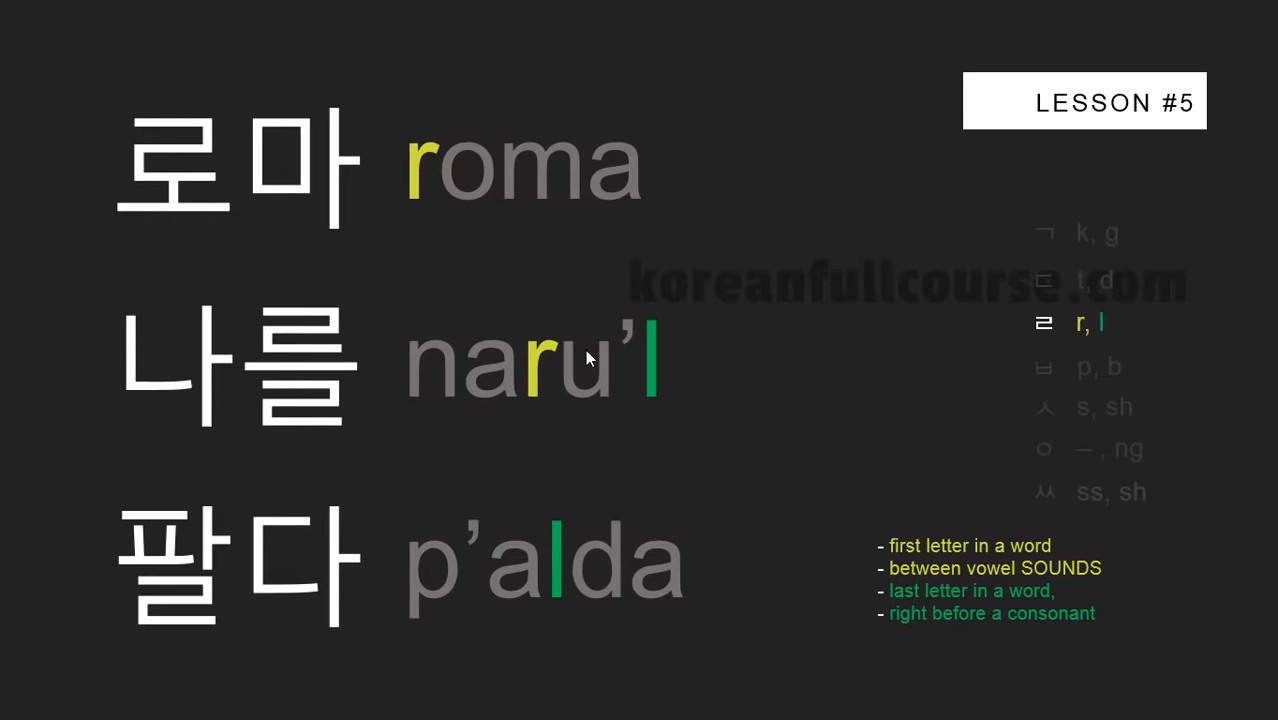 LESSON #5
로마 roma
koreanfullcourse.com
나를 naru'l
팔다 p'alda
ㄱ k, g
ㄷ t, d
ㄹ r, l
ㅂ p, b
ㅅ s, sh
ㅇ – , ng
ㅆ ss, sh
- first letter in a word
- between vowel SOUNDS
- last letter in a word,
- right before a consonant